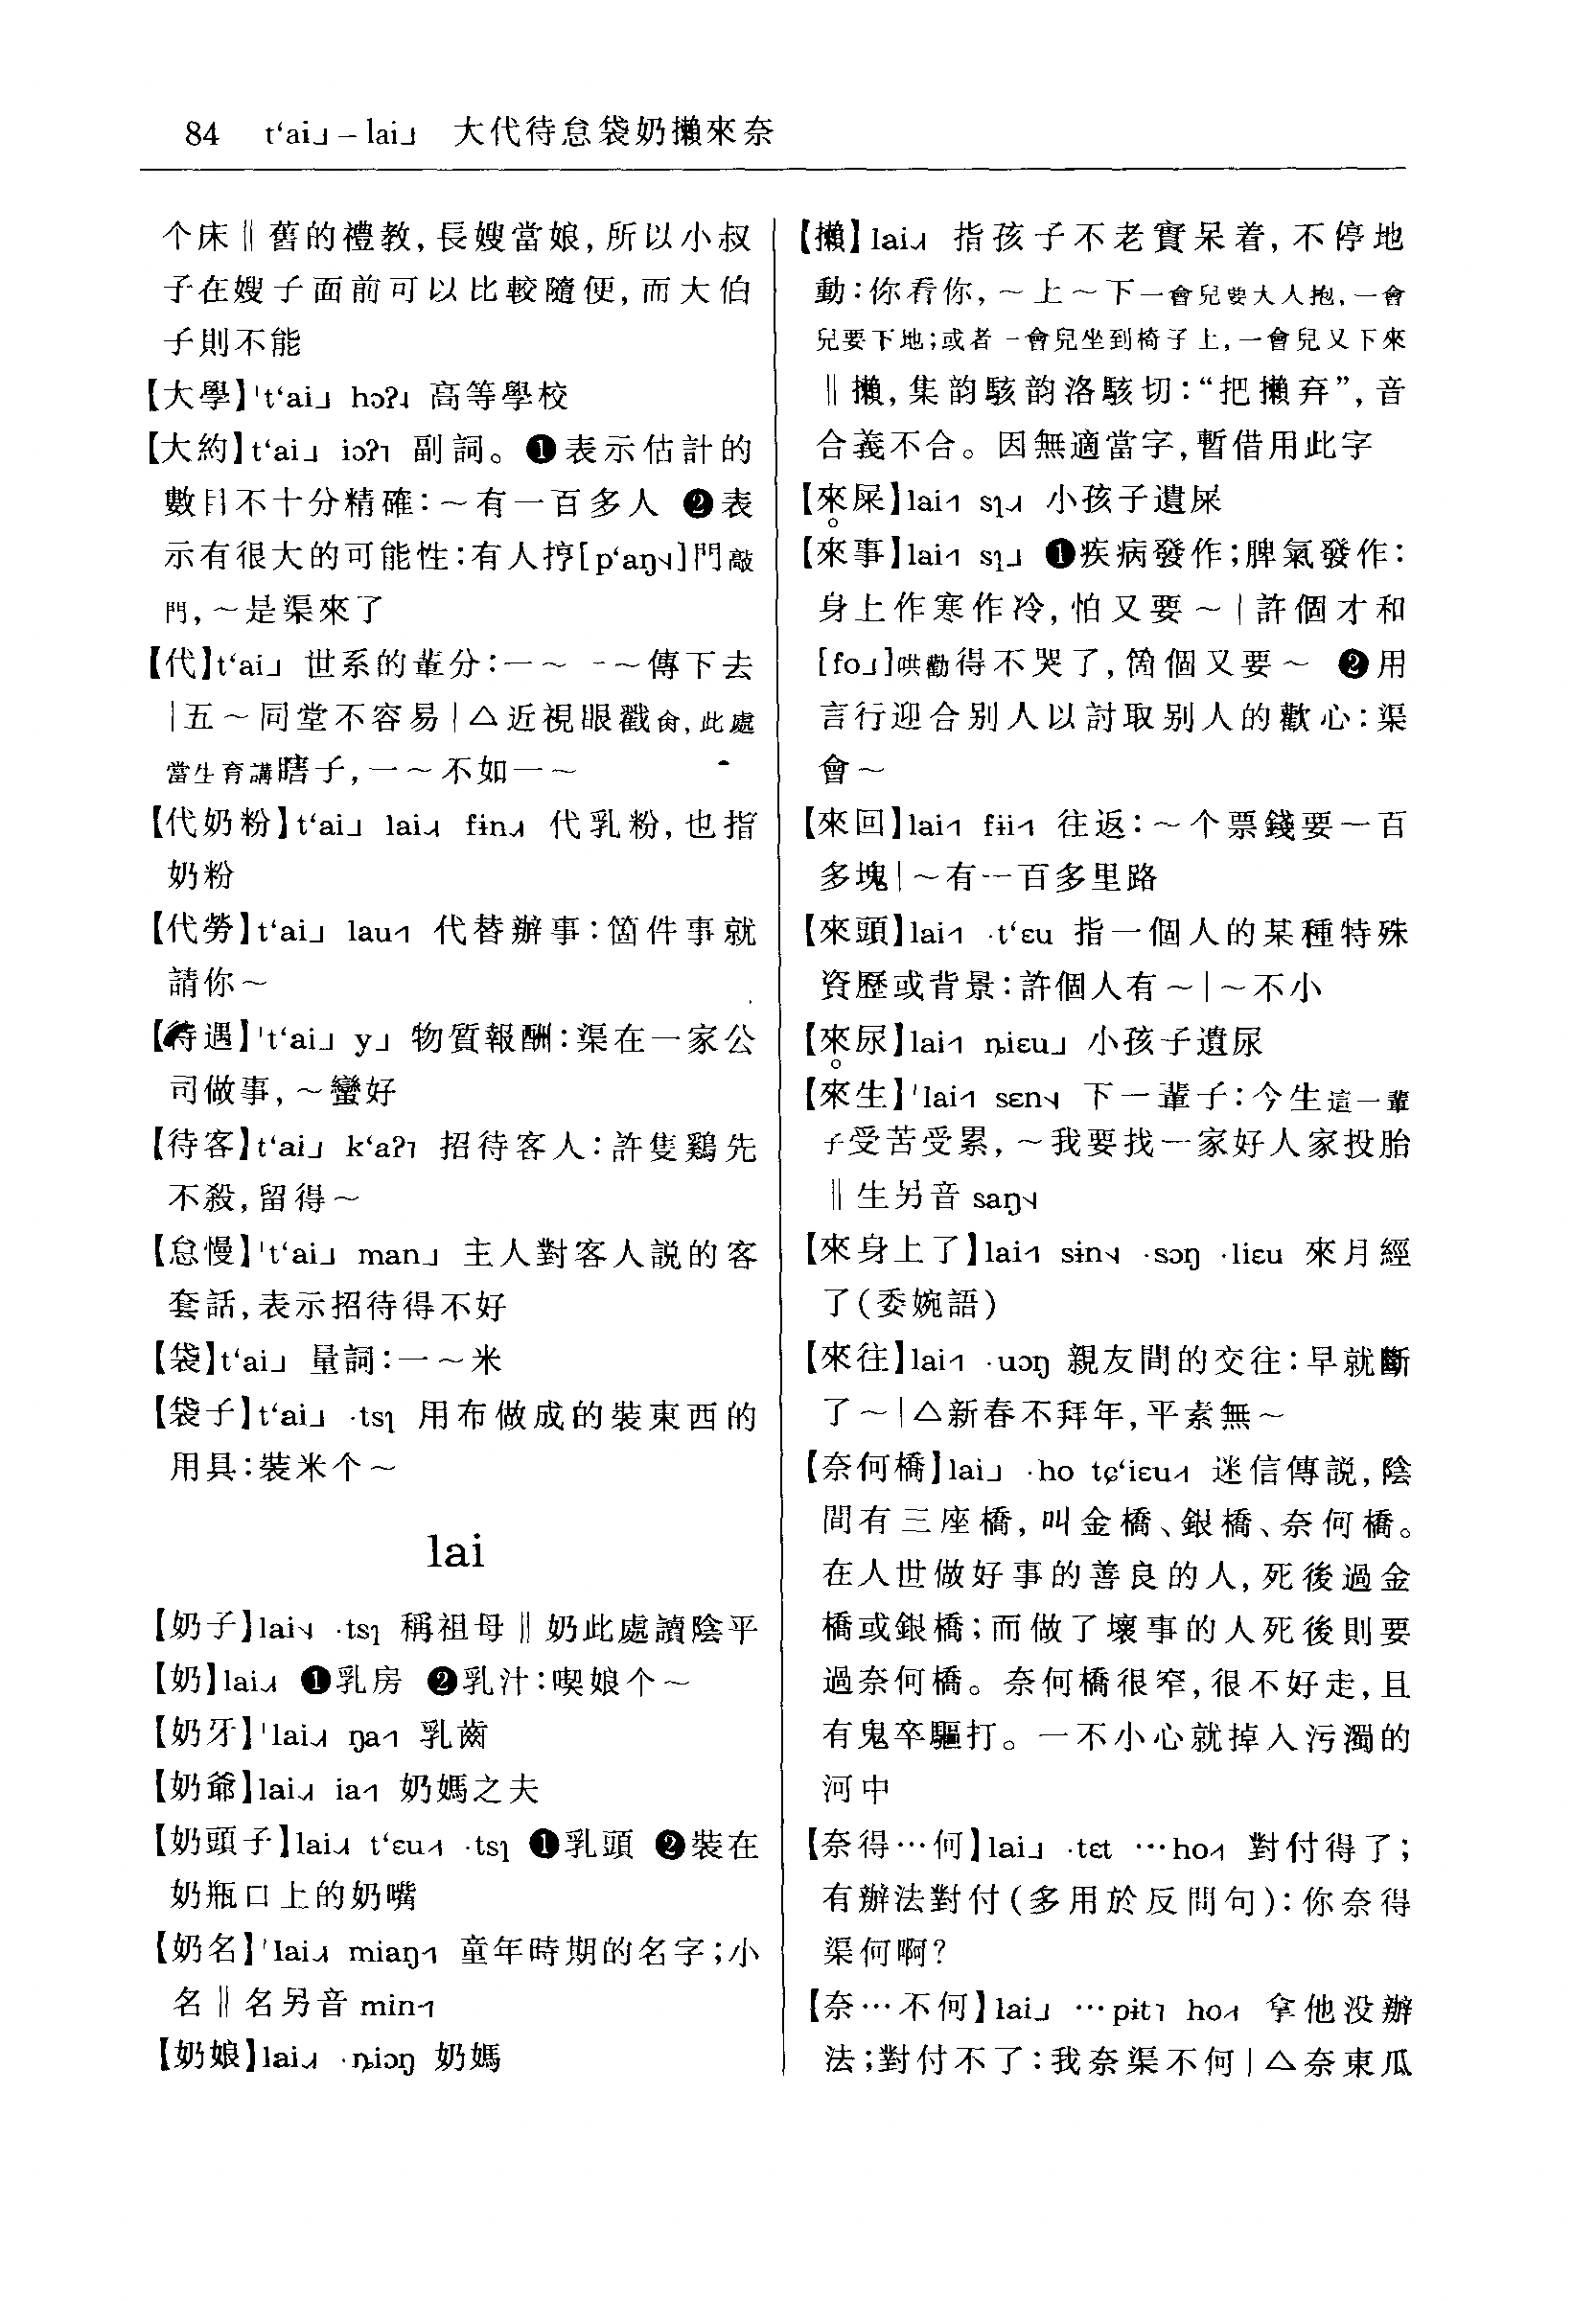 84 t‘ai˩ – lai˩ 大代待怠袋奶攋來奈
个床‖舊的禮教,長嫂當娘,所以小叔
子在嫂子面前可以比較隨便,而大伯
子則不能
【大學】ˈt‘ai˩ hɔʔ˨ 高等學校
【大約】t‘ai˩ iɔʔ˥ 副詞。❶表示估計的
數目不十分精確:～有一百多人 ❷表
示有很大的可能性:有人揨[p‘aŋ˧˨]門敲
門,～是渠來了
【代】t‘ai˩ 世系的輩分:一～一～傳下去
|五～同堂不容易|△近視眼戳肏,此處
當生育講瞎子,一～不如一～
【代奶粉】t‘ai˩ lai˨˩˧ fɨn˨˩˧ 代乳粉,也指
奶粉
【代勞】t‘ai˩ lau˧˥ 代替辦事:箇件事就
請你～
【待遇】ˈt‘ai˩ y˩ 物質報酬:渠在一家公
司做事,～蠻好
【待客】t‘ai˩ k‘aʔ˥ 招待客人:許隻鷄先
不殺,留得～
【怠慢】ˈt‘ai˩ man˩ 主人對客人説的客
套話,表示招待得不好
【袋】t‘ai˩ 量詞:一～米
【袋子】t‘ai˩ ·tsɿ 用布做成的裝東西的
用具:裝米个～
lai
【奶子】lai˧˨ ·tsɿ 稱祖母‖奶此處讀陰平
【奶】lai˨˩˧ ❶乳房 ❷乳汁:喫娘个～
【奶牙】ˈlai˨˩˧ ŋa˧˥ 乳齒
【奶爺】lai˨˩˧ ia˧˥ 奶媽之夫
【奶頭子】lai˨˩˧ t‘ɛu˨˦ ·tsɿ ❶乳頭 ❷裝在
奶瓶口上的奶嘴
【奶名】ˈlai˨˩˧ miaŋ˧˥ 童年時期的名字;小
名‖名另音 min˧˥
【奶娘】lai˨˩˧ ·ȵiɔŋ 奶媽
【攋】lai˨˩˧ 指孩子不老實呆着,不停地
動:你看你,～上～下一會兒要大人抱,一會
兒要下地;或者一會兒坐到椅子上,一會兒又下來
‖攋,集韵駭韵洛駭切:“把攋弃”,音
合義不合。因無適當字,暫借用此字
【來屎】lai˧˥ sɿ˨˩˧ 小孩子遺屎
【來事】lai˧˥ sɿ˩ ❶疾病發作;脾氣發作:
身上作寒作冷,怕又要～|許個才和
[fo˩]哄勸得不哭了,箇個又要～ ❷用
言行迎合别人以討取别人的歡心:渠
會～
【來回】lai˧˥ fɨi˧˥ 往返:～个票錢要一百
多塊|～有一百多里路
【來頭】lai˧˥ ·t‘ɛu 指一個人的某種特殊
資歷或背景:許個人有～|～不小
【來尿】lai˧˥ ȵiɛu˩ 小孩子遺尿
【來生】ˈlai˧˥ sɛn˧˨ 下一輩子:今生這一輩
子受苦受累,～我要找一家好人家投胎
‖生另音 saŋ˧˨
【來身上了】lai˧˥ sɨn˧˨ ·sɔŋ ·liɛu 來月經
了(委婉語)
【來往】lai˧˥ ·uɔŋ 親友間的交往:早就斷
了～|△新春不拜年,平素無～
【奈何橋】lai˩ ·ho tɕ‘iɛu˨˦ 迷信傳説,陰
間有三座橋,叫金橋、銀橋、奈何橋。
在人世做好事的善良的人,死後過金
橋或銀橋;而做了壞事的人死後則要
過奈何橋。奈何橋很窄,很不好走,且
有鬼卒驅打。一不小心就掉入污濁的
河中
【奈得…何】lai˩ ·tɛt …ho˨˦ 對付得了;
有辦法對付(多用於反問句):你奈得
渠何啊?
【奈…不何】lai˩ …pɨt˥ ho˨˦ 拿他没辦
法;對付不了:我奈渠不何|△奈東瓜